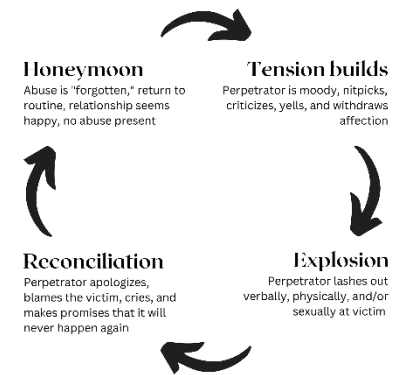 Honeymoon
Abuse is "forgotten," return to
routine, relationship seems
happy, no abuse present
Tension builds
Perpetrator is moody, nitpicks,
criticizes, yells, and withdraws
affection
Explosion
Perpetrator lashes out
verbally, physically, and/or
sexually at victim
Reconciliation
Perpetrator apologizes,
blames the victim, cries, and
makes promises that it will
never happen again